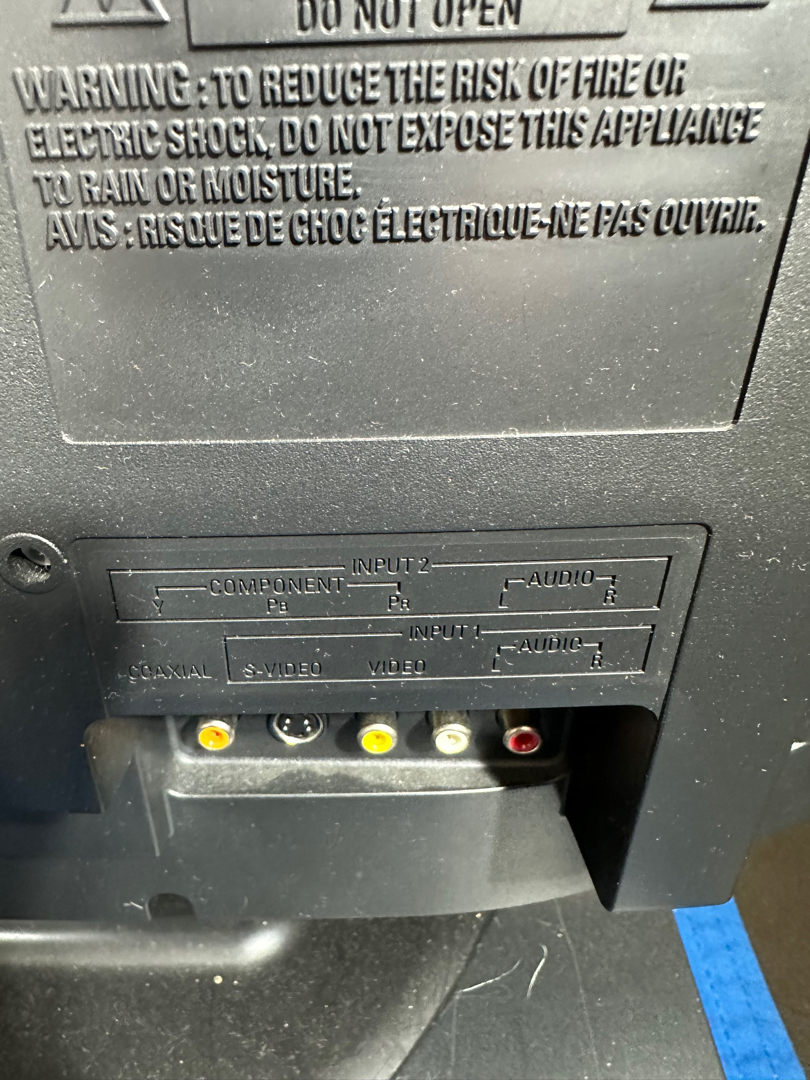 DO NOT OPEN
WARNING : TO REDUCE THE RISK OF FIRE OR
ELECTRIC SHOCK, DO NOT EXPOSE THIS APPLIANCE
TO RAIN OR MOISTURE.
AVIS : RISQUE DE CHOC ÉLECTRIQUE-NE PAS OUVRIR.
INPUT 2
COMPONENT AUDIO
Y PB PR L R
INPUT 1
AUDIO
COAXIAL S-VIDEO VIDEO L R